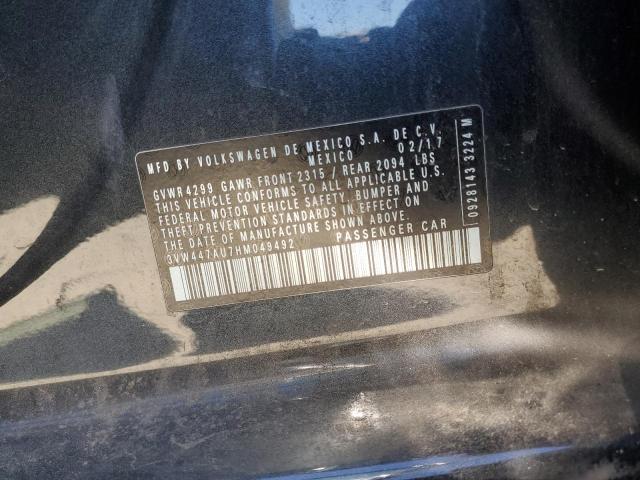 MFD BY VOLKSWAGEN DE MEXICO S.A. DE C.V.
MEXICO 02/17
GVWR4299 GAWR FRONT 2315 / REAR 2094 LBS
THIS VEHICLE CONFORMS TO ALL APPLICABLE U.S.
FEDERAL MOTOR VEHICLE SAFETY, BUMPER AND
THEFT PREVENTION STANDARDS IN EFFECT ON
THE DATE OF MANUFACTURE SHOWN ABOVE.
3VW447AU7HM049492 PASSENGER CAR
0928143 3224 M